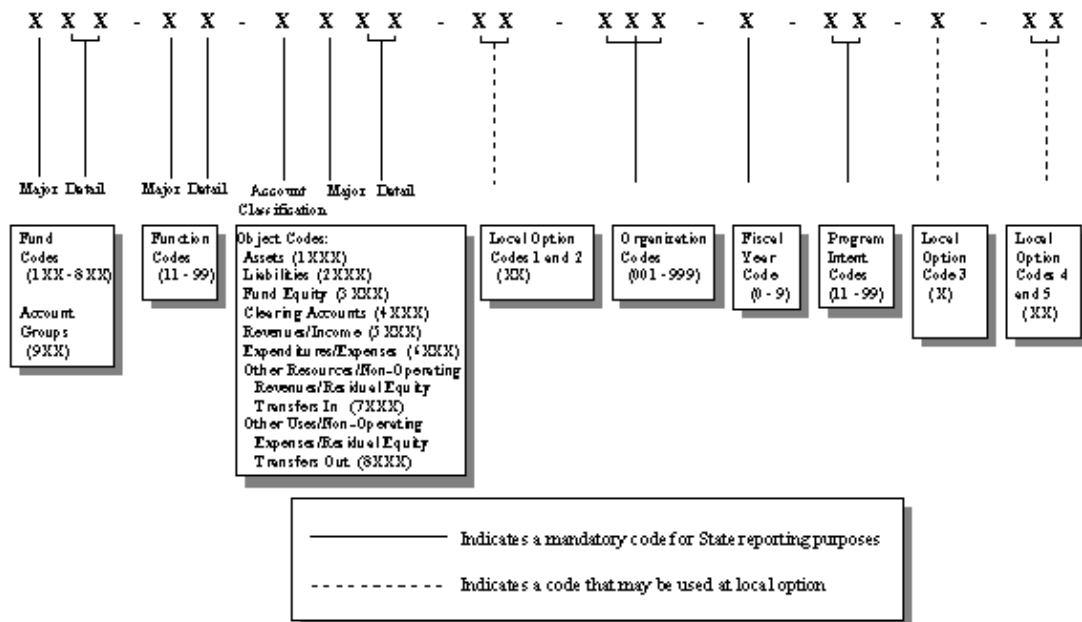 X X X - X X - X X X X - X X - X X X - X - X X - X - X X
Major Detail
Major Detail
Account
Classification
Major Detail
Fund
Codes
(1XX - 8XX)
Account
Groups
(9XX)
Function
Codes
(11 - 99)
Object Codes:
Assets (1XXX)
Liabilities (2XXX)
Fund Equity (3XXX)
Clearing Accounts (4XXX)
Revenues/Income (5XXX)
Expenditures/Expenses (6XXX)
Other Resources/Non-Operating
Revenues/Residual Equity
Transfers In (7XXX)
Other Uses/Non-Operating
Expenses/Residual Equity
Transfers Out (8XXX)
Local Option
Codes 1 and 2
(XX)
Organization
Codes
(001 - 999)
Fiscal
Year
Code
(0 - 9)
Program
Intent
Codes
(11 - 99)
Local
Option
Code 3
(X)
Local
Option
Codes 4
and 5
(XX)
Indicates a mandatory code for State reporting purposes
Indicates a code that may be used at local option